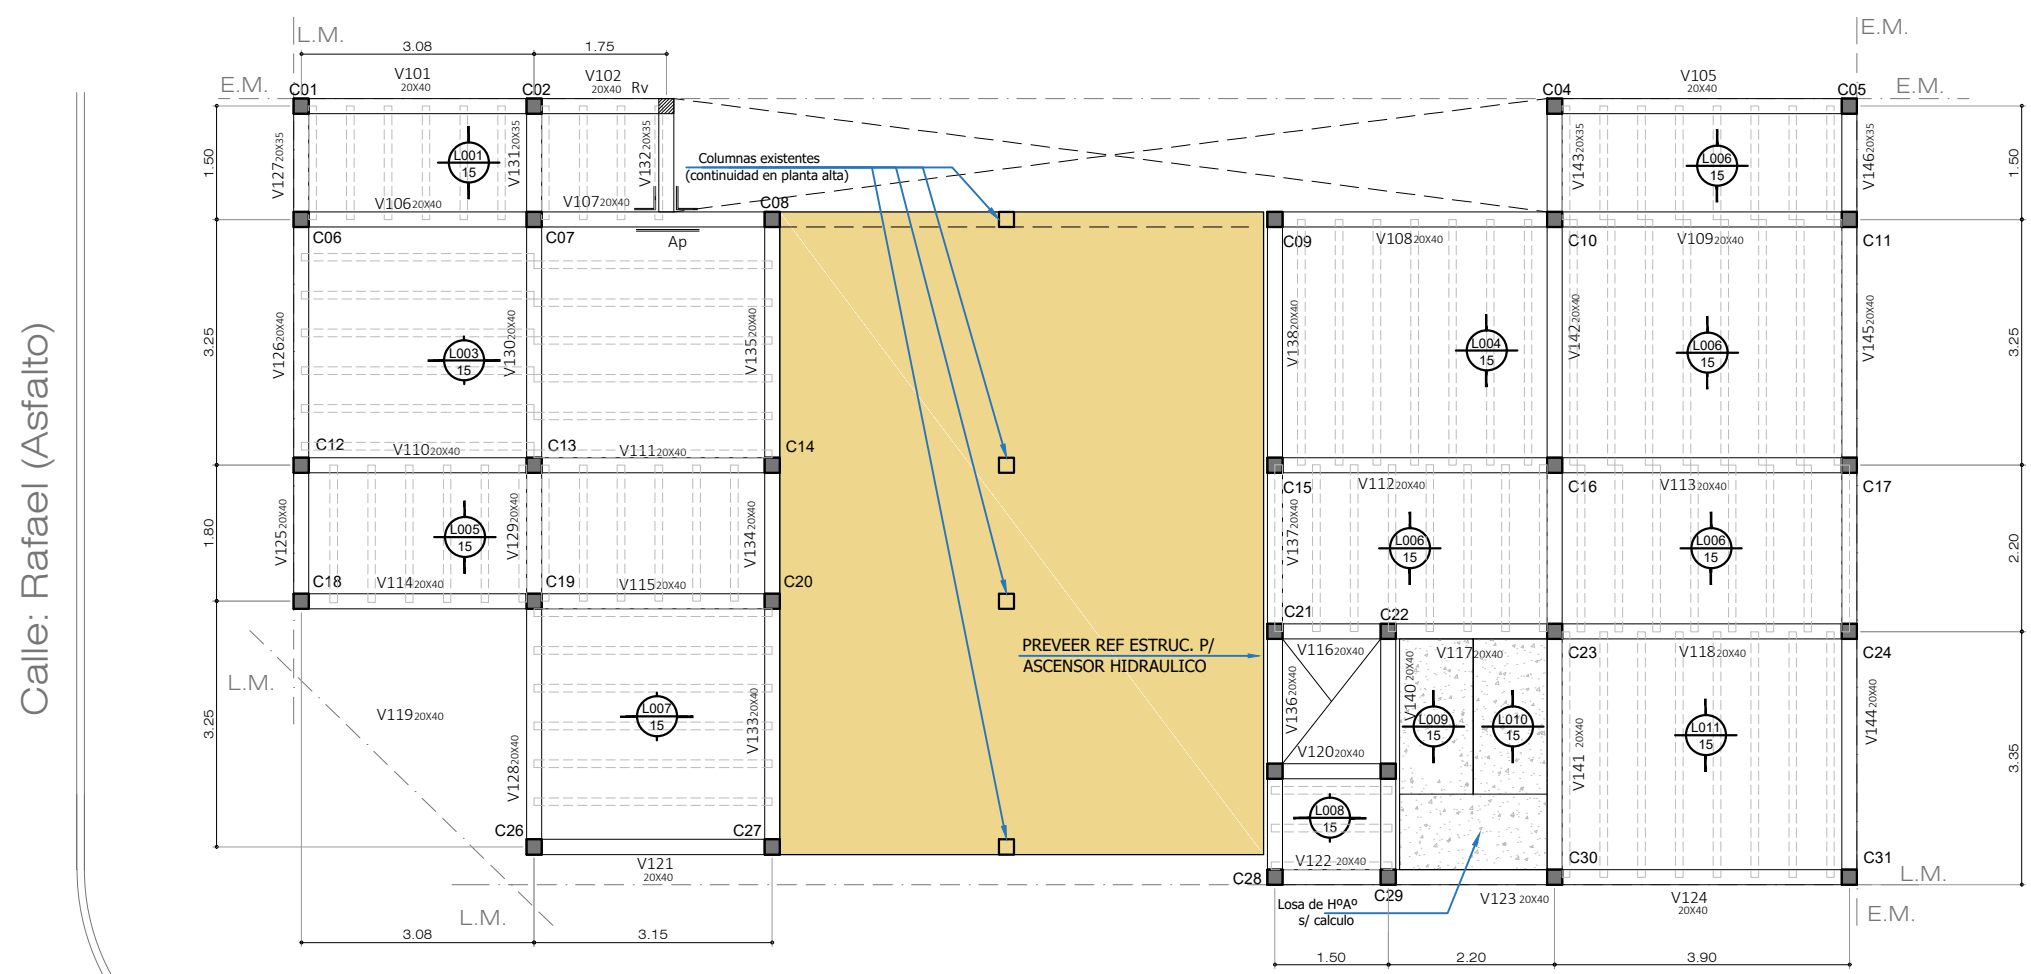 L.M.
3.08
1.75
E.M.
V101
20X40
V102
20X40
Rv
V105
20X40
E.M.
C01
C02
C04
C05
E.M.
1.50
V127 20X35
L001
15
V131 20X35
V132 20X35
Columnas existentes
(continuidad en planta alta)
V143 20X35
L006
15
V146 20X35
1.50
V106 20X40
V107 20X40
C08
C06
C07
Ap
C09
V108 20X40
C10
V109 20X40
C11
3.25
V126 20X40
L003
15
V130 20X40
V135 20X40
V138 20X40
L004
15
V142 20X40
L006
15
V145 20X40
3.25
Calle: Rafael (Asfalto)
C12
V110 20X40
C13
V111 20X40
C14
C15
V112 20X40
C16
V113 20X40
C17
1.80
V125 20X40
L005
15
V129 20X40
V134 20X40
V137 20X40
L006
15
L006
15
2.20
C18
V114 20X40
C19
V115 20X40
C20
C21
C22
PREVEER REF ESTRUC. P/
ASCENSOR HIDRAULICO
V116 20X40
V117 20X40
C23
V118 20X40
C24
L.M.
3.25
V119 20X40
V128 20X40
L007
15
V133 20X40
V136 20X40
V140 20X40
L009
15
L010
15
V141 20X40
L011
15
V144 20X40
3.35
V120 20X40
L008
15
C26
C27
V121
20X40
V122 20X40
C30
C31
C28
C29
L.M.
L.M.
Losa de HºAº
s/ calculo
V123 20X40
V124
20X40
E.M.
3.08
3.15
1.50
2.20
3.90